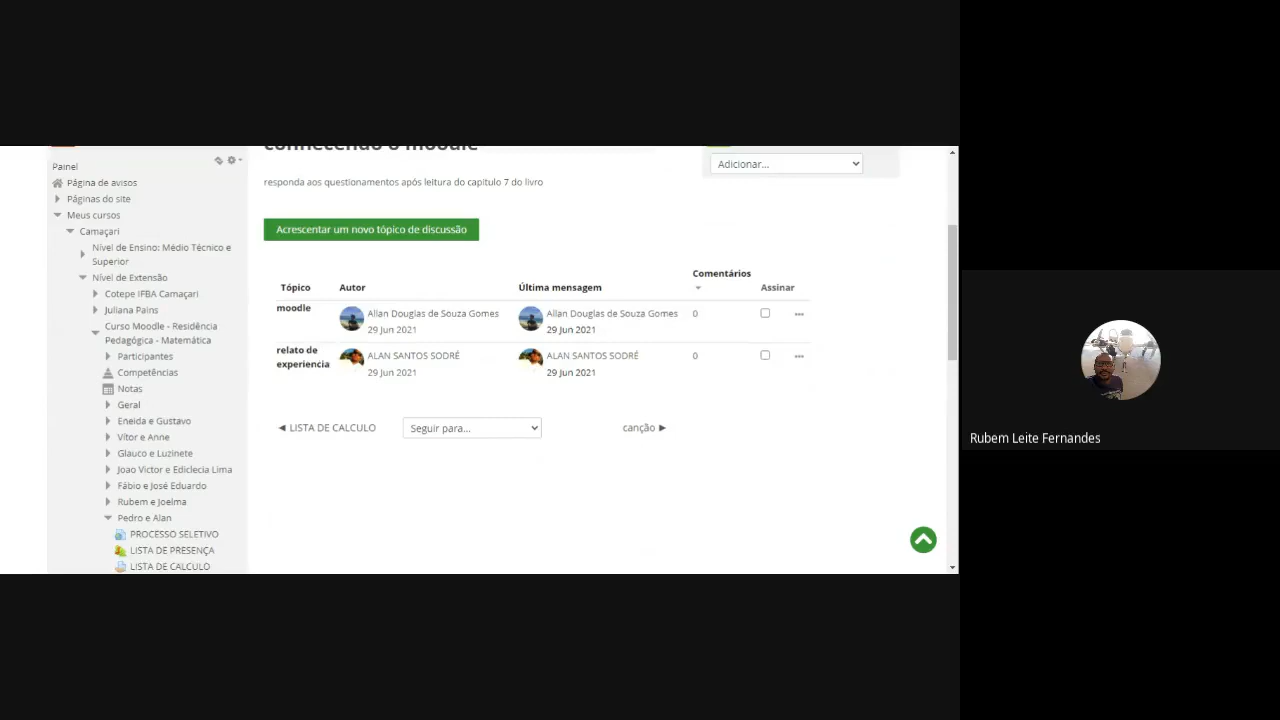 conhecendo o moodle
Painel
Adicionar...
Página de avisos
responda aos questionamentos após leitura do capitulo 7 do livro
Páginas do site
Meus cursos
Camaçari
Acrescentar um novo tópico de discussão
Nível de Ensino: Médio Técnico e
Superior
Nível de Extensão
Cotepe IFBA Camaçari
Juliana Pains
Curso Moodle - Residência
Pedagógica - Matemática
Participantes
Competências
Notas
Geral
Eneida e Gustavo
Vítor e Anne
Glauco e Luzinete
Joao Victor e Ediclecia Lima
Fábio e José Eduardo
Rubem e Joelma
Pedro e Alan
PROCESSO SELETIVO
LISTA DE PRESENÇA
LISTA DE CALCULO
Comentários
Tópico Autor Última mensagem Assinar
moodle Allan Douglas de Souza Gomes Allan Douglas de Souza Gomes 0
29 Jun 2021 29 Jun 2021
relato de ALAN SANTOS SODRÉ ALAN SANTOS SODRÉ 0
experiencia
29 Jun 2021 29 Jun 2021
◄ LISTA DE CALCULO Seguir para... canção ►
Rubem Leite Fernandes